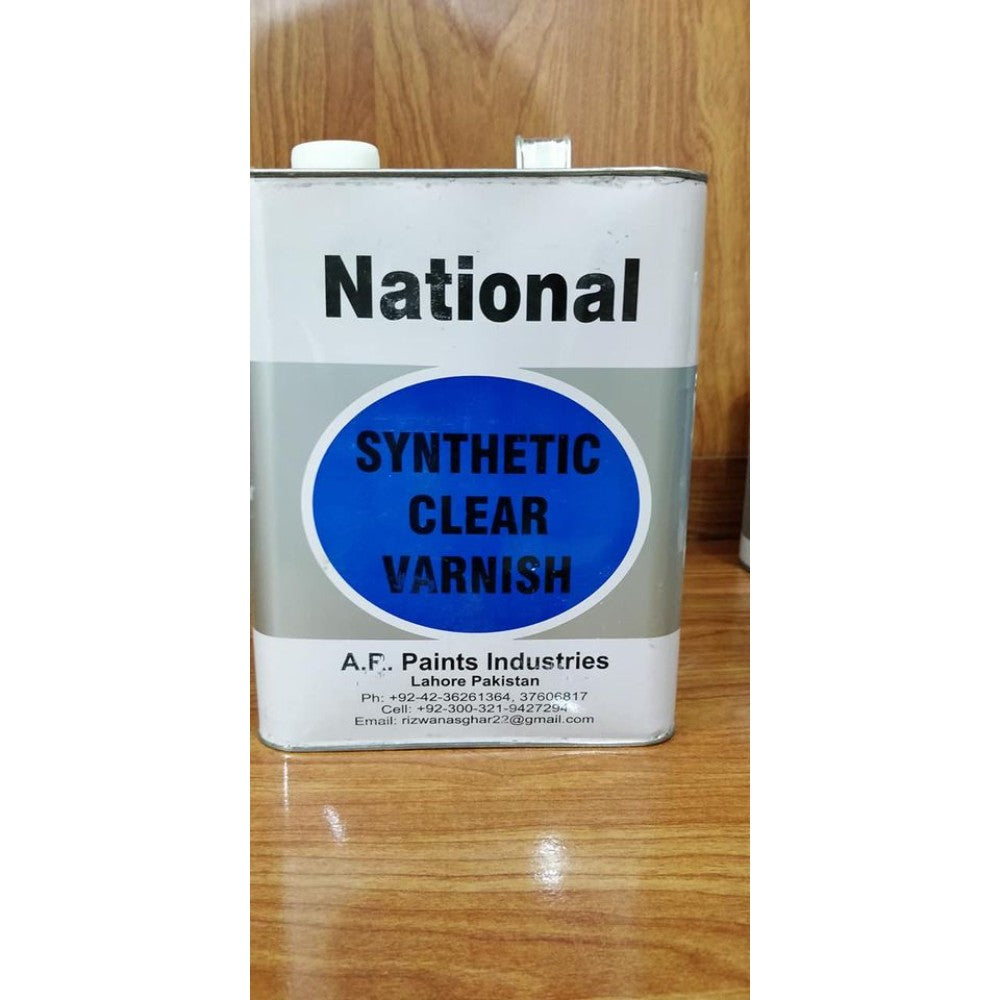 National
SYNTHETIC
CLEAR
VARNISH
A.R. Paints Industries
Lahore Pakistan
Ph: +92-42-36261364, 37606817
Cell: +92-300-321-9427294
Email: rizwanasghar22@gmail.com